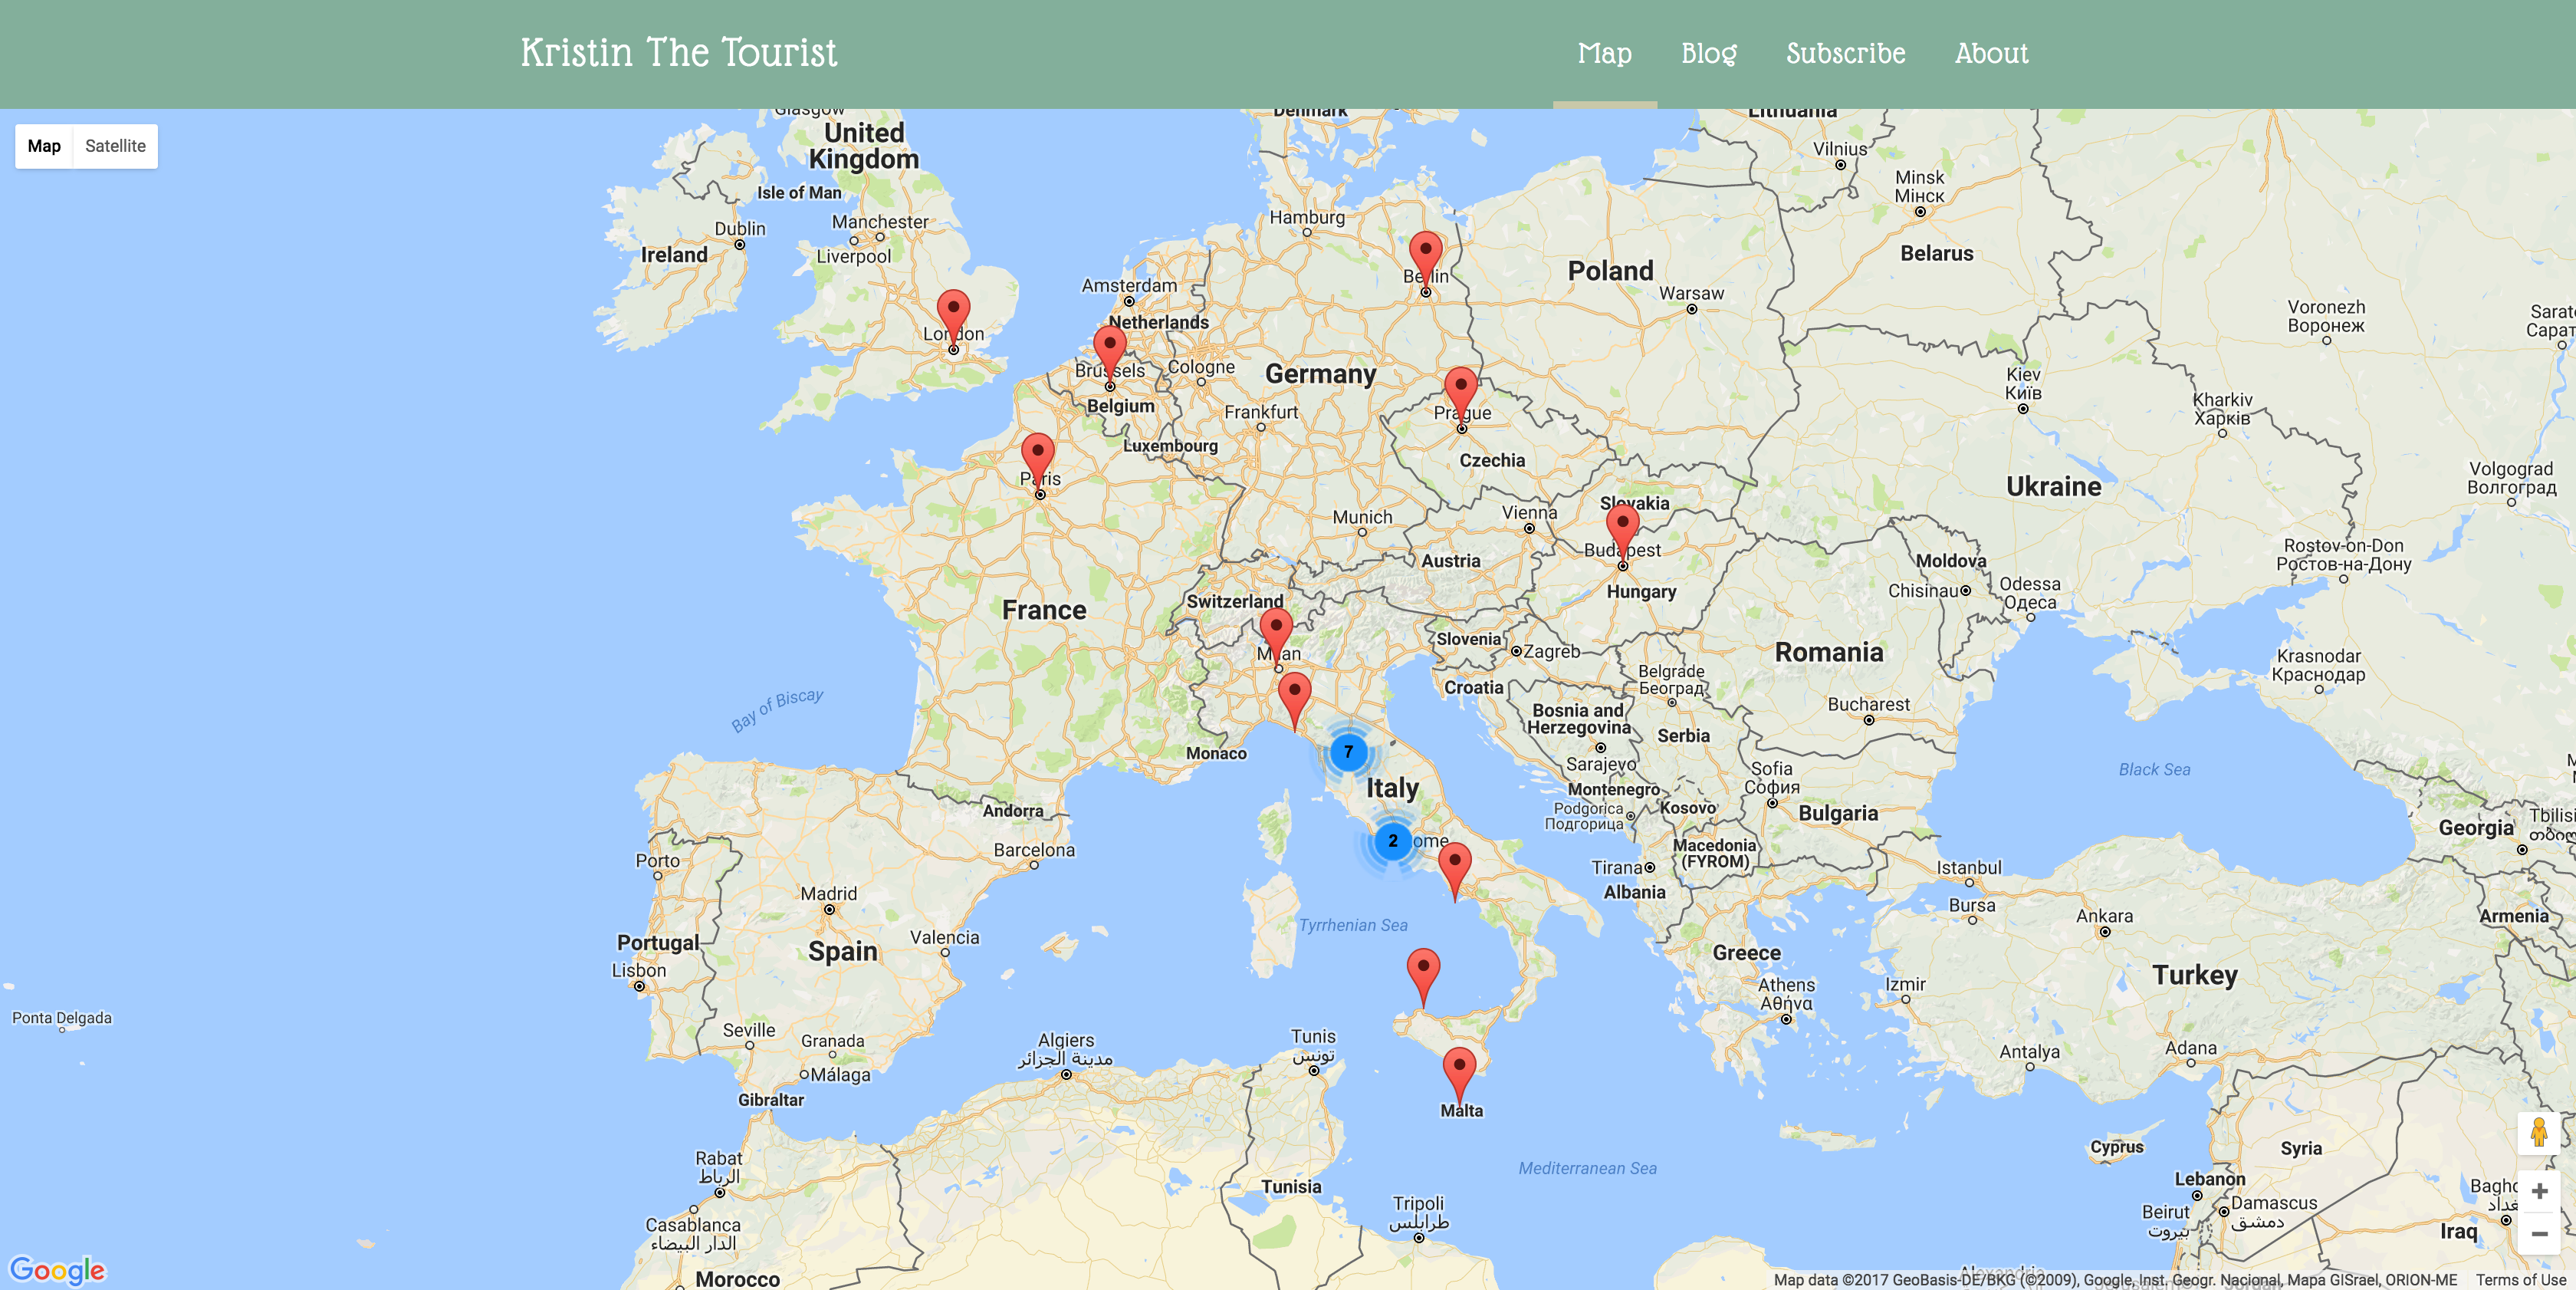 Kristin The Tourist
Map
Blog
Subscribe
About
Map
Satellite
Glasgow
United
Kingdom
Isle of Man
Denmark
Lithuania
Vilnius
Minsk
Мінск
Belarus
Manchester
Liverpool
Dublin
Ireland
Hamburg
Berlin
Poland
Warsaw
Amsterdam
Netherlands
London
Brussels
Cologne
Belgium
Germany
Frankfurt
Luxembourg
Prague
Czechia
Voronezh
Воронеж
Kiev
Київ
Kharkiv
Харків
Ukraine
Volgograd
Волгоград
Paris
Munich
Vienna
Slovakia
Budapest
Austria
Hungary
Moldova
Chisinau
Odessa
Одеса
Rostov-on-Don
Ростов-на-Дону
France
Switzerland
Milan
Slovenia
Zagreb
Croatia
Romania
Belgrade
Београд
Bucharest
Krasnodar
Краснодар
Bay of Biscay
Monaco
7
Bosnia and
Herzegovina
Serbia
Sarajevo
Italy
Montenegro
Kosovo
Podgorica
Подгорица
Sofia
София
Bulgaria
Black Sea
Georgia
Andorra
Barcelona
2
ome
Macedonia
(FYROM)
Tirana
Albania
Istanbul
Bursa
Ankara
Armenia
Porto
Madrid
Portugal
Spain
Valencia
Lisbon
Tyrrhenian Sea
Greece
Athens
Αθήνα
Izmir
Turkey
Ponta Delgada
Seville
Granada
Málaga
Gibraltar
Algiers
مدينة الجزائر
Tunis
تونس
Malta
Antalya
Adana
Cyprus
Syria
Mediterranean Sea
Rabat
الرباط
Casablanca
الدار البيضاء
Morocco
Tunisia
Tripoli
طرابلس
Lebanon
Beirut
بيروت
Damascus
دمشق
Iraq
Google
Map data ©2017 GeoBasis-DE/BKG (©2009), Google, Inst. Geogr. Nacional, Mapa GISrael, ORION-ME
Terms of Use